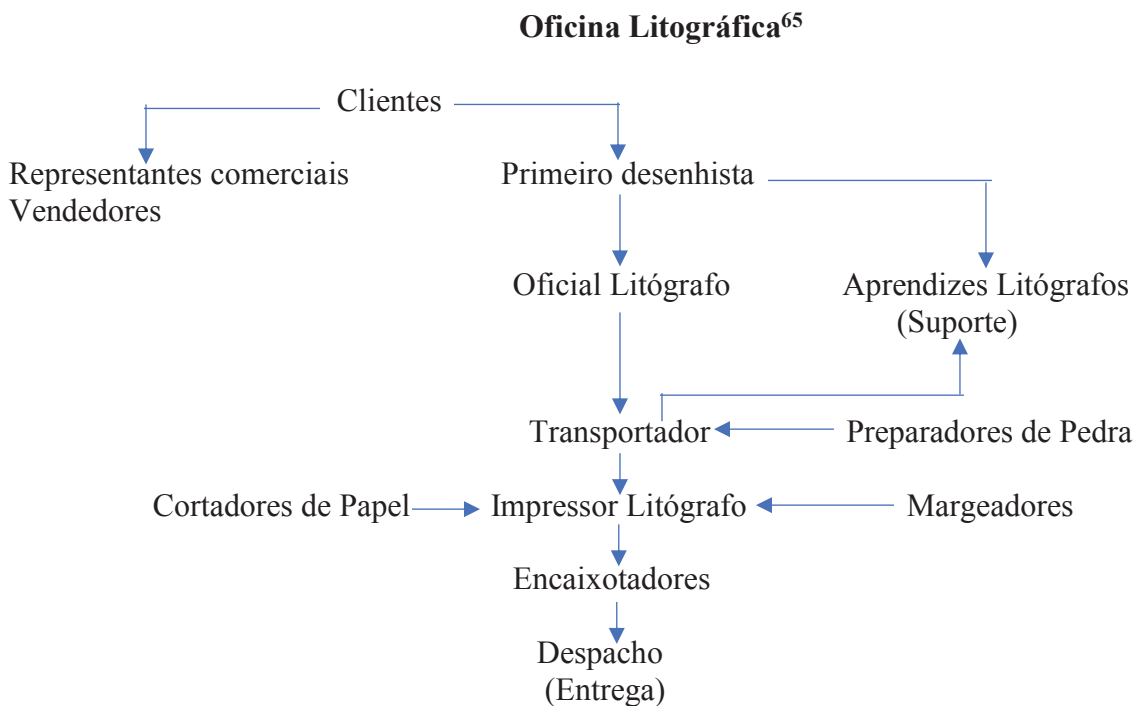 Oficina Litográfica65
Clientes
Representantes comerciais
Vendedores
Primeiro desenhista
Oficial Litógrafo
Aprendizes Litógrafos
(Suporte)
Transportador
Preparadores de Pedra
Cortadores de Papel
Impressor Litógrafo
Margeadores
Encaixotadores
Despacho
(Entrega)